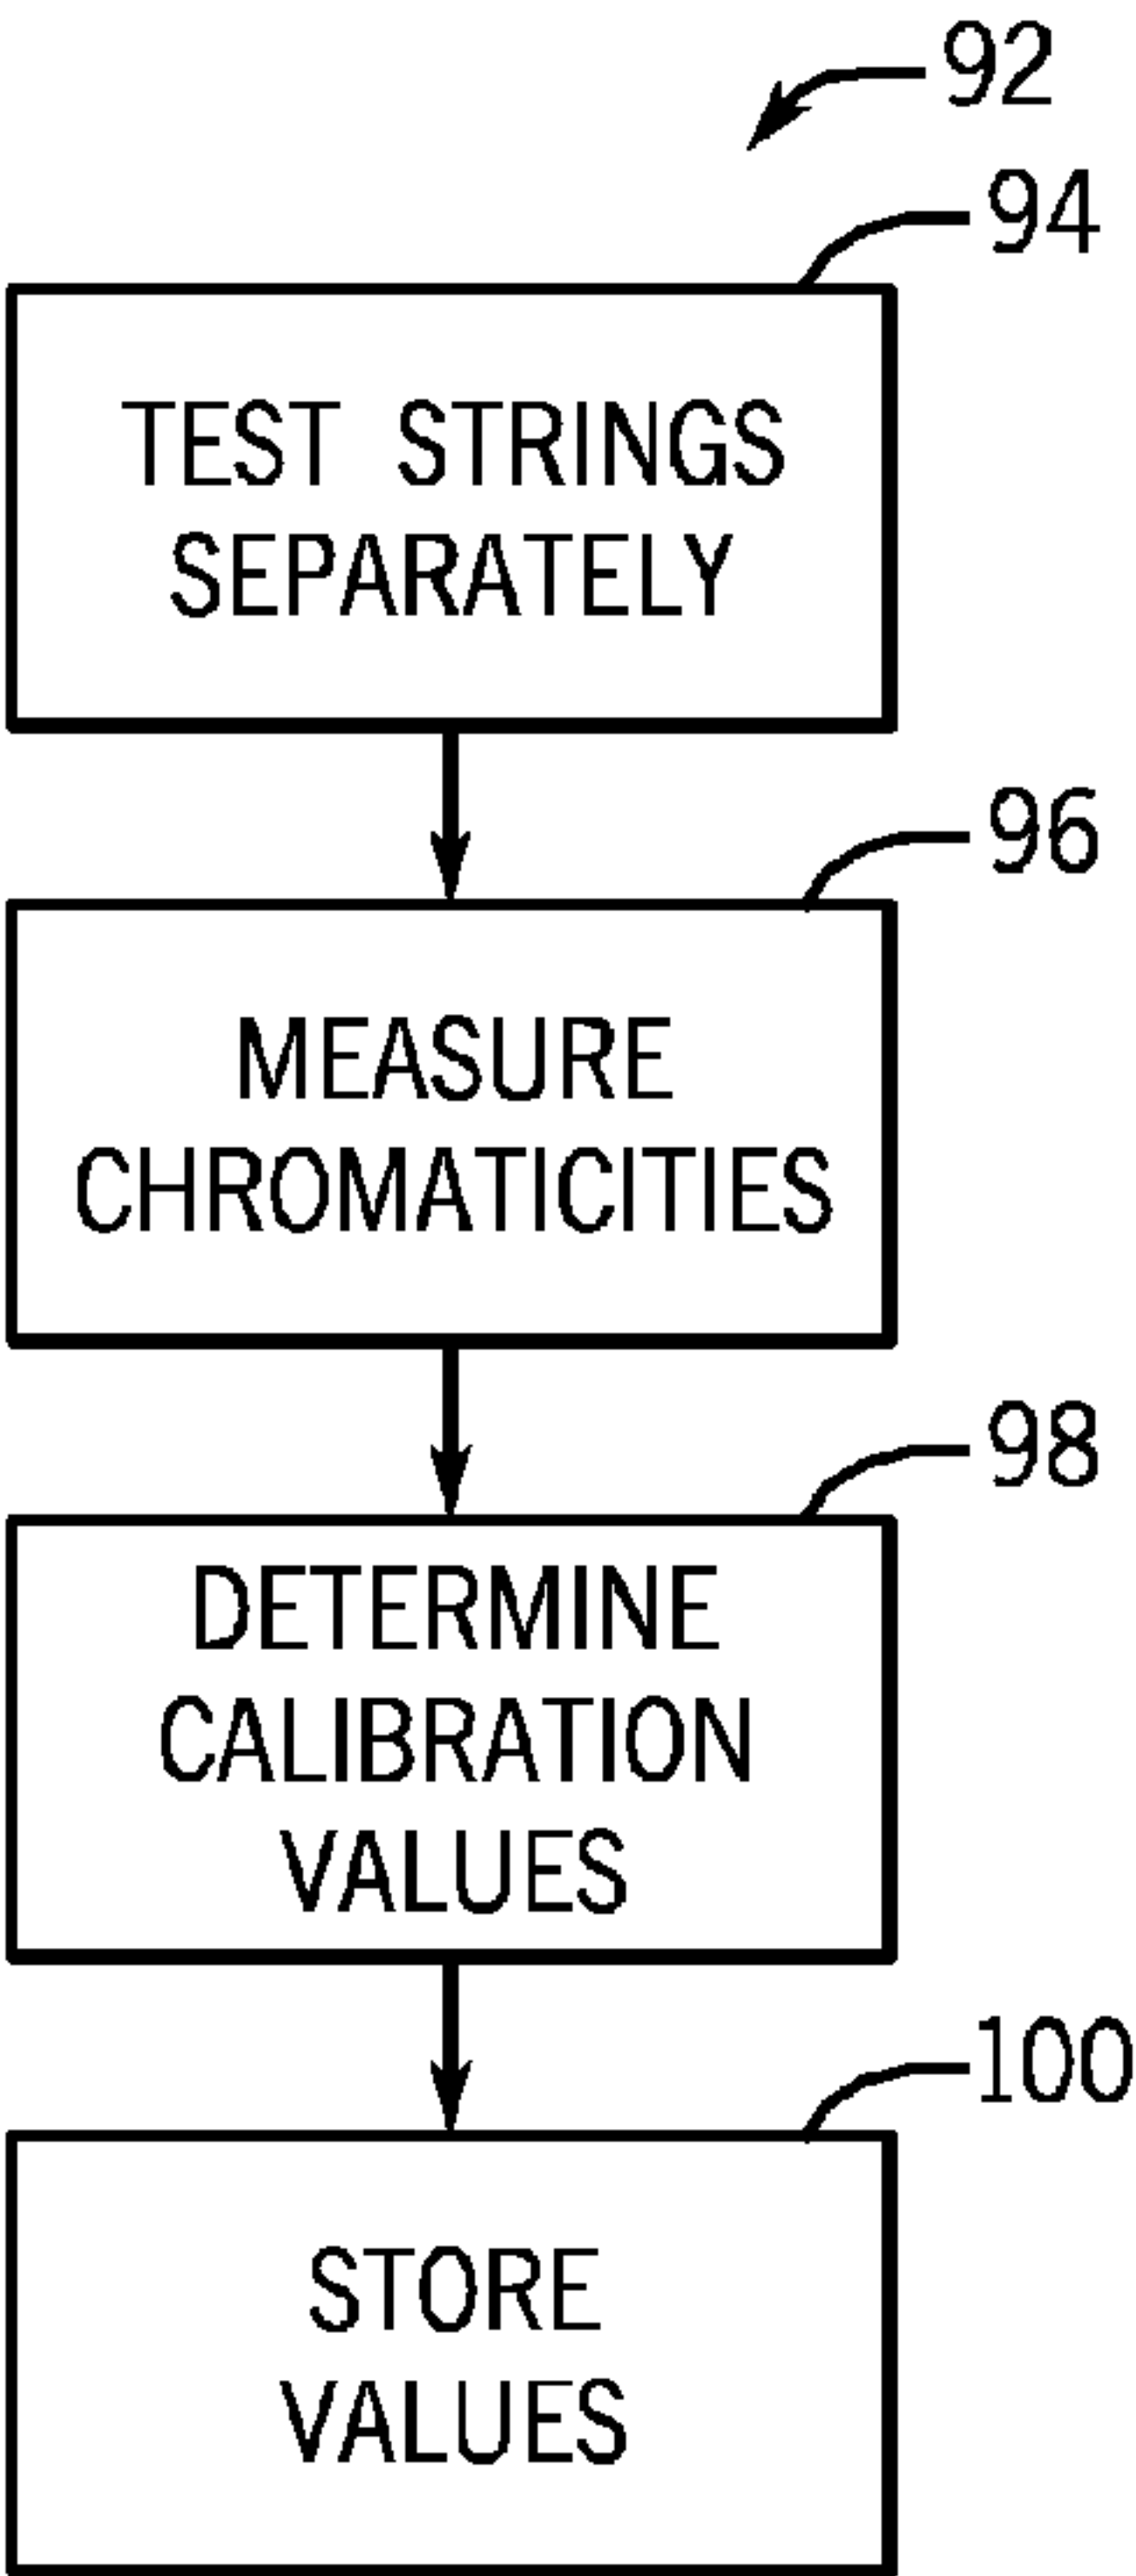 92
94
TEST STRINGS
SEPARATELY
96
MEASURE
CHROMATICITIES
98
DETERMINE
CALIBRATION
VALUES
100
STORE
VALUES